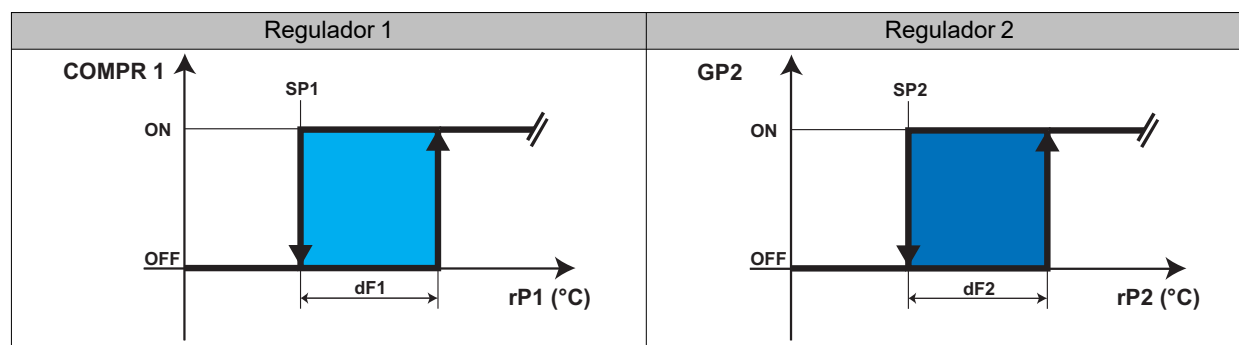 Regulador 1
COMPR 1
SP1
ON
OFF
dF1
rP1 (°C)
Regulador 2
GP2
SP2
ON
OFF
dF2
rP2 (°C)